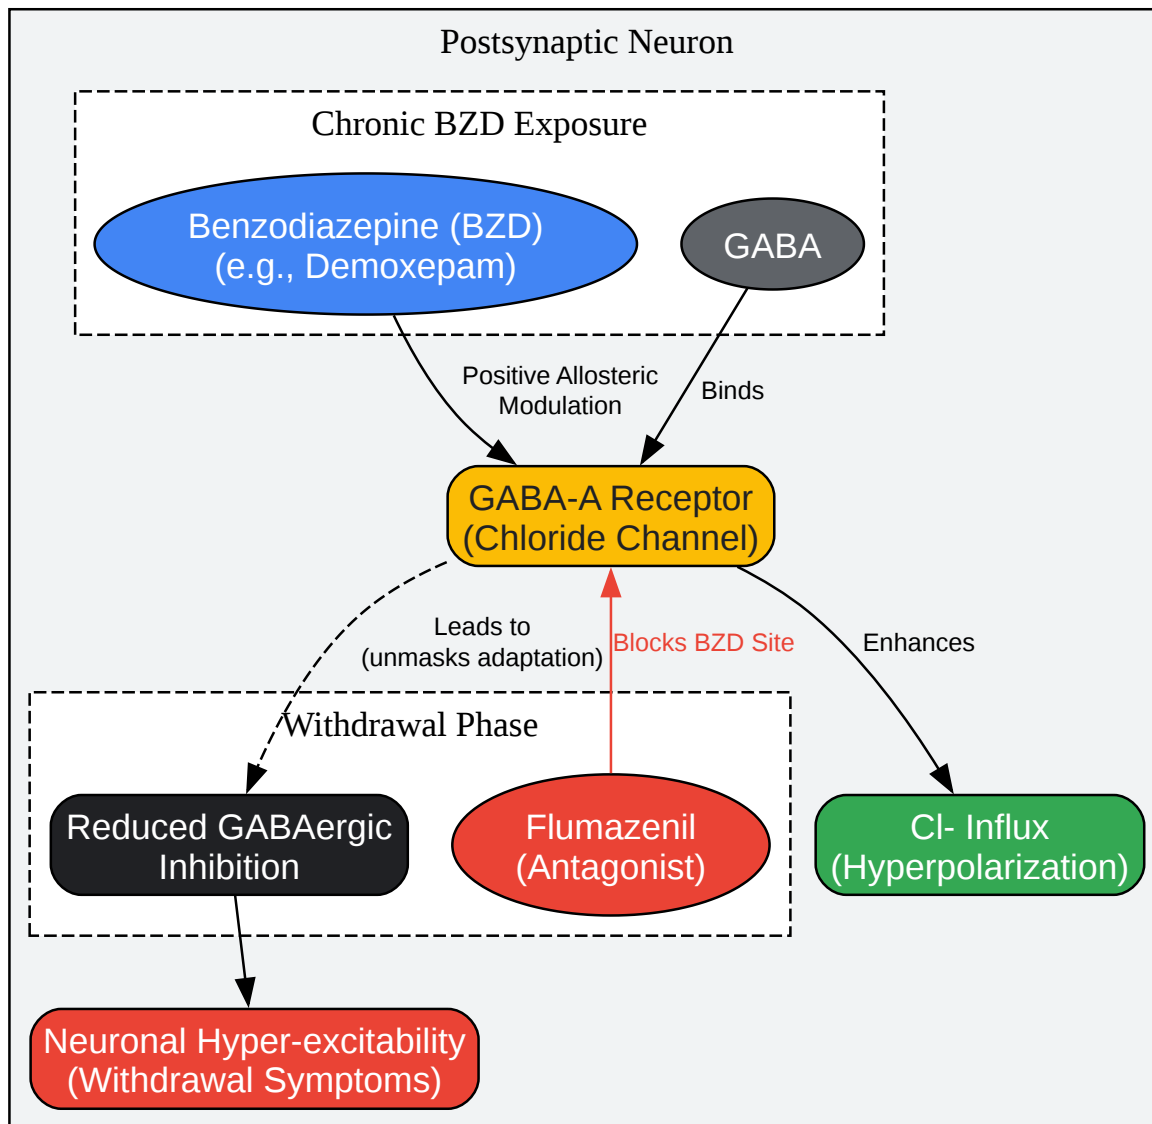 Postsynaptic Neuron
Chronic BZD Exposure
Benzodiazepine (BZD)
(e.g., Demoxepam)
GABA
Positive Allosteric
Modulation
Binds
GABA-A Receptor
(Chloride Channel)
Leads to
(unmasks adaptation)
Blocks BZD Site
Enhances
Withdrawal Phase
Reduced GABAergic
Inhibition
Flumazenil
(Antagonist)
Cl- Influx
(Hyperpolarization)
Neuronal Hyper-excitability
(Withdrawal Symptoms)